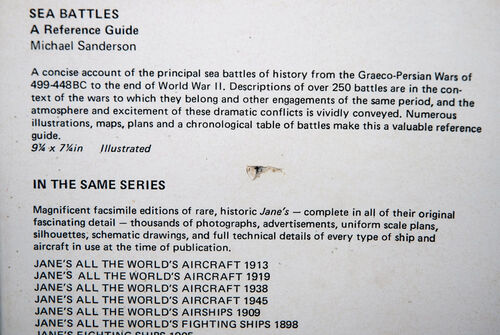 SEA BATTLES
A Reference Guide
Michael Sanderson
A concise account of the principal sea battles of history from the Graeco-Persian Wars of
499-448BC to the end of World War II. Descriptions of over 250 battles are in the con-
text of the wars to which they belong and other engagements of the same period, and the
atmosphere and excitement of these dramatic conflicts is vividly conveyed. Numerous
illustrations, maps, plans and a chronological table of battles make this a valuable reference
guide.
9¼ x 7¼in Illustrated
IN THE SAME SERIES
Magnificent facsimile editions of rare, historic Jane's — complete in all of their original
fascinating detail — thousands of photographs, advertisements, uniform scale plans,
silhouettes, schematic drawings, and full technical details of every type of ship and
aircraft in use at the time of publication.
JANE'S ALL THE WORLD'S AIRCRAFT 1913
JANE'S ALL THE WORLD'S AIRCRAFT 1919
JANE'S ALL THE WORLD'S AIRCRAFT 1938
JANE'S ALL THE WORLD'S AIRCRAFT 1945
JANE'S ALL THE WORLD'S AIRSHIPS 1909
JANE'S ALL THE WORLD'S FIGHTING SHIPS 1898
JANE'S FIGHTING SHIPS